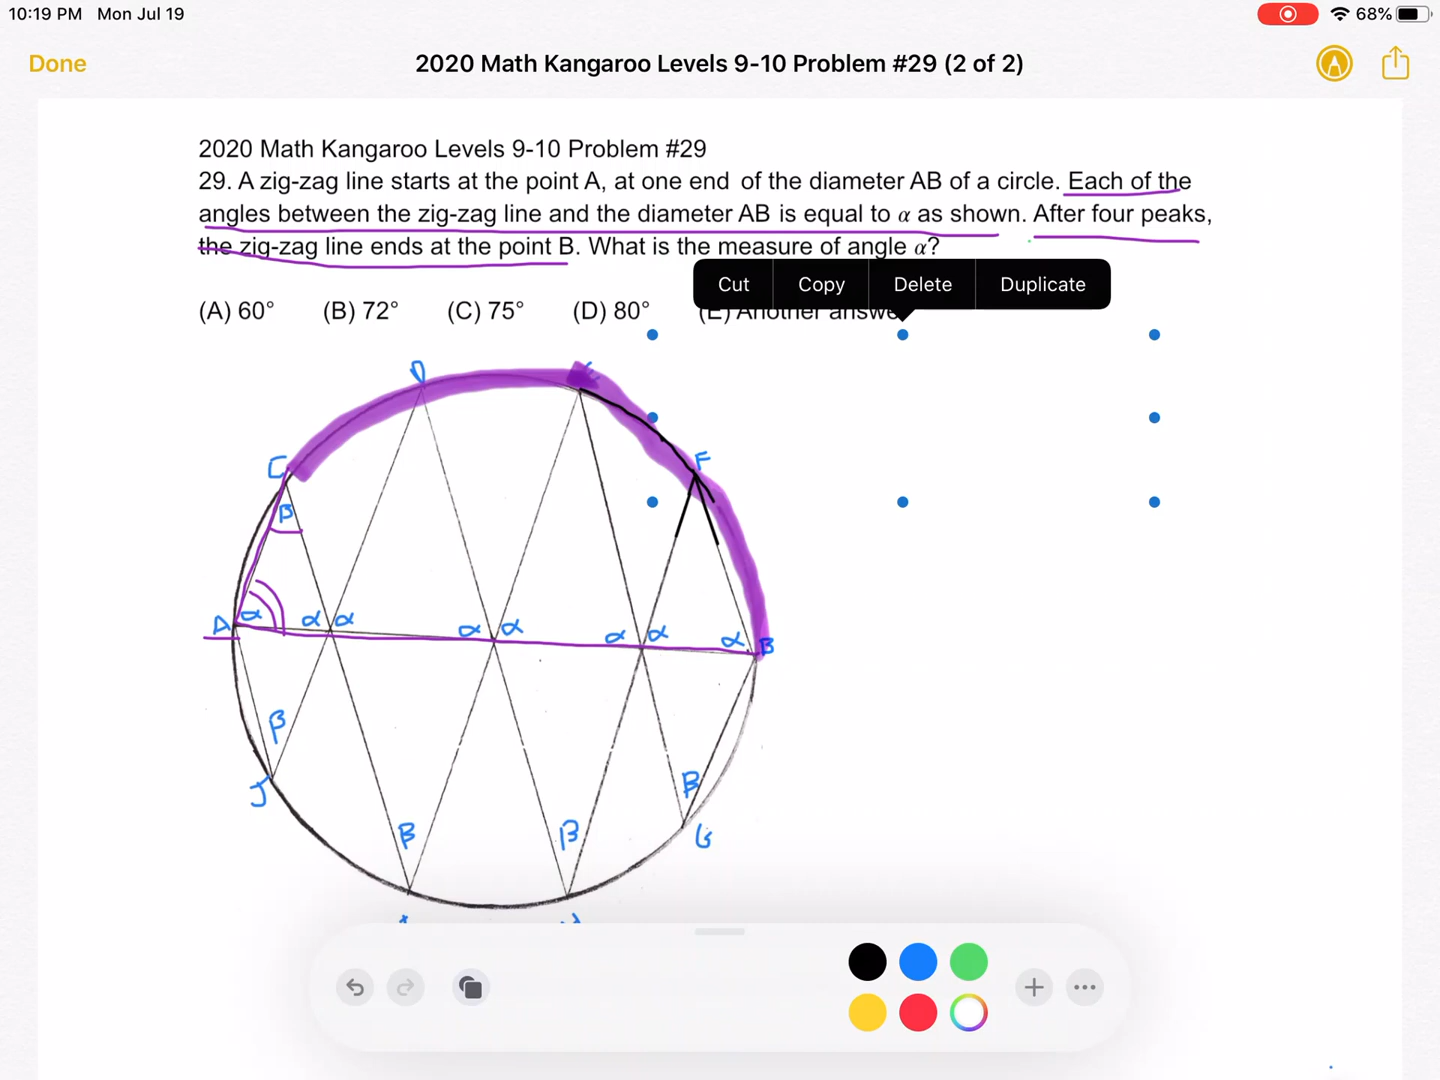 10:19 PM Mon Jul 19
68%
Done
2020 Math Kangaroo Levels 9-10 Problem #29 (2 of 2)
2020 Math Kangaroo Levels 9-10 Problem #29
29. A zig-zag line starts at the point A, at one end of the diameter AB of a circle. Each of the
angles between the zig-zag line and the diameter AB is equal to α as shown. After four peaks,
the zig-zag line ends at the point B. What is the measure of angle α?
Cut Copy Delete Duplicate
(A) 60° (B) 72° (C) 75° (D) 80° (E) Another answe
D
C
F
β
A α α α α α α α α B
β
J
β
β
β
G